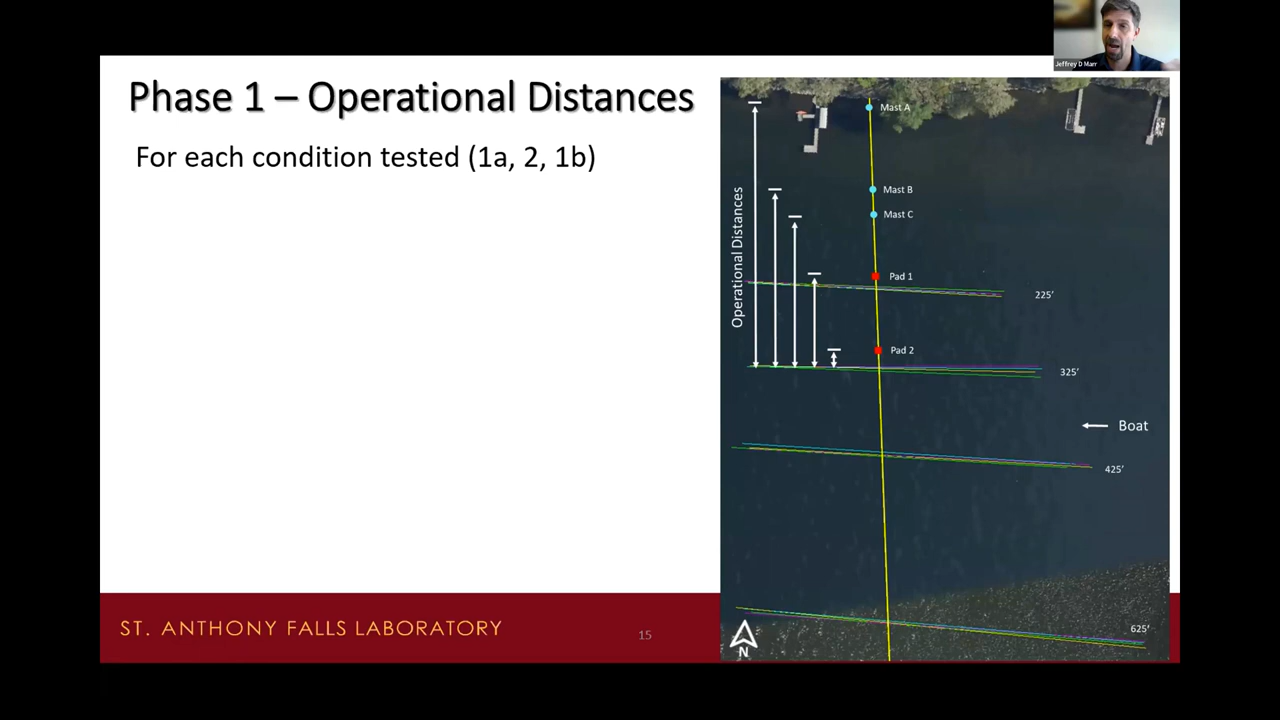 Jeffrey D Marr
Phase 1 – Operational Distances
For each condition tested (1a, 2, 1b)
Mast A
Mast B
Mast C
Operational Distances
Pad 1
225’
Pad 2
325’
Boat
425’
625’
N
ST. ANTHONY FALLS LABORATORY
15